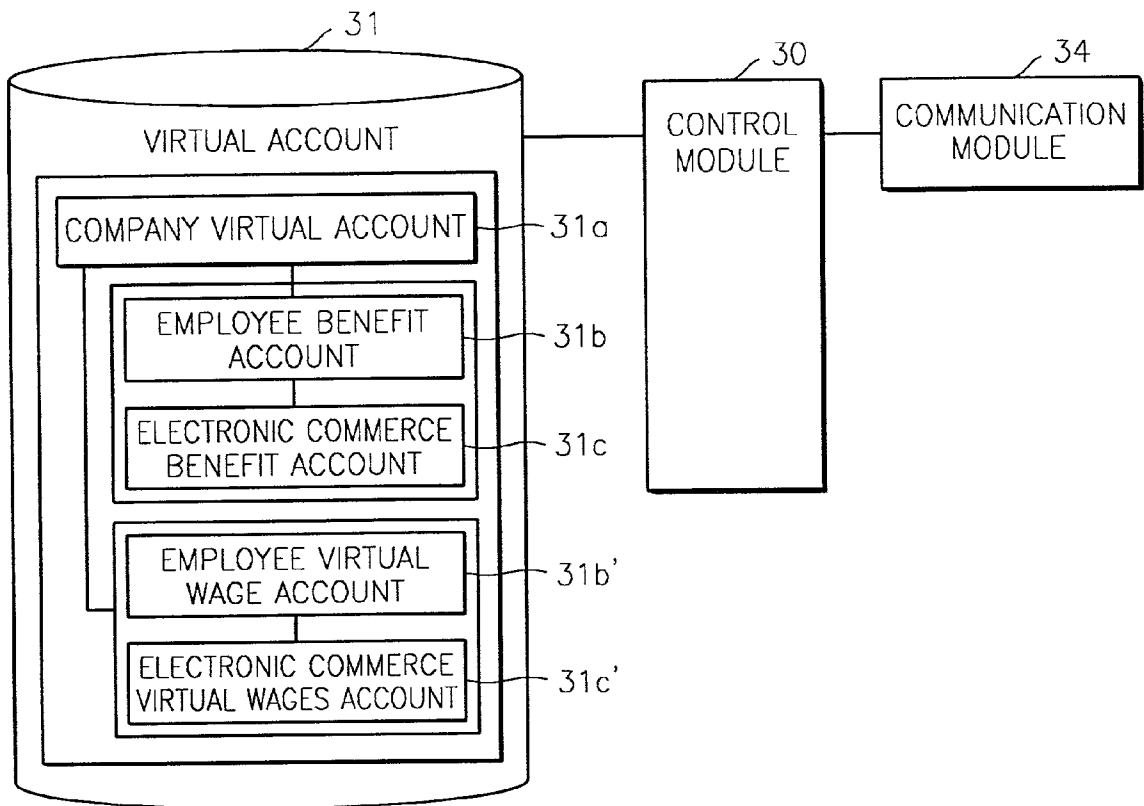 31
30
34
VIRTUAL ACCOUNT
CONTROL
MODULE
COMMUNICATION
MODULE
COMPANY VIRTUAL ACCOUNT
31a
EMPLOYEE BENEFIT
ACCOUNT
31b
ELECTRONIC COMMERCE
BENEFIT ACCOUNT
31c
EMPLOYEE VIRTUAL
WAGE ACCOUNT
31b'
ELECTRONIC COMMERCE
VIRTUAL WAGES ACCOUNT
31c'